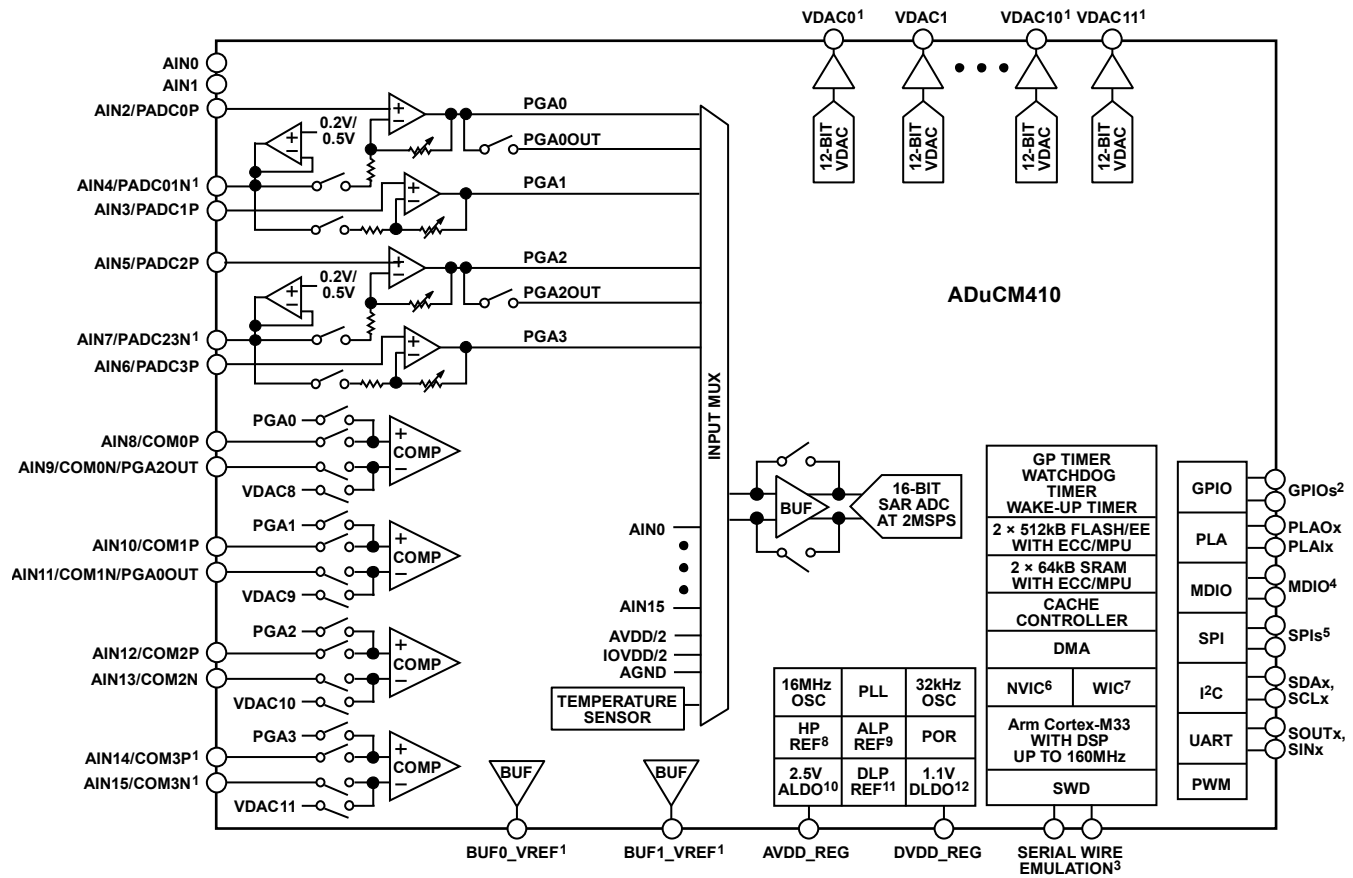 VDAC0¹
VDAC1
VDAC10¹
VDAC11¹
12-BIT
VDAC
12-BIT
VDAC
12-BIT
VDAC
12-BIT
VDAC
AIN0
AIN1
AIN2/PADC0P
+
−
PGA0
0.2V/
0.5V
+
−
PGA0OUT
AIN4/PADC01N¹
+
−
PGA1
AIN3/PADC1P
AIN5/PADC2P
+
−
PGA2
0.2V/
0.5V
+
−
PGA2OUT
AIN7/PADC23N¹
+
−
PGA3
AIN6/PADC3P
ADuCM410
INPUT MUX
PGA0
AIN8/COM0P
+
COMP
−
AIN9/COM0N/PGA2OUT
VDAC8
PGA1
AIN10/COM1P
+
COMP
−
AIN11/COM1N/PGA0OUT
VDAC9
PGA2
AIN12/COM2P
+
COMP
−
AIN13/COM2N
VDAC10
PGA3
AIN14/COM3P¹
+
COMP
−
AIN15/COM3N¹
VDAC11
AIN0
AIN15
AVDD/2
IOVDD/2
AGND
TEMPERATURE
SENSOR
BUF
16-BIT
SAR ADC
AT 2MSPS
BUF
BUF
BUF0_VREF¹
BUF1_VREF¹
16MHz
OSC
PLL
32kHz
OSC
HP
REF⁸
ALP
REF⁹
POR
2.5V
ALDO¹⁰
DLP
REF¹¹
1.1V
DLDO¹²
AVDD_REG
DVDD_REG
GP TIMER
WATCHDOG
TIMER
WAKE-UP TIMER
2 × 512kB FLASH/EE
WITH ECC/MPU
2 × 64kB SRAM
WITH ECC/MPU
CACHE
CONTROLLER
DMA
NVIC⁶
WIC⁷
Arm Cortex-M33
WITH DSP
UP TO 160MHz
SWD
SERIAL WIRE
EMULATION³
GPIO
PLA
MDIO
SPI
I²C
UART
PWM
GPIOs²
PLAOx
PLAIx
MDIO⁴
SPIs⁵
SDAx,
SCLx
SOUTx,
SINx